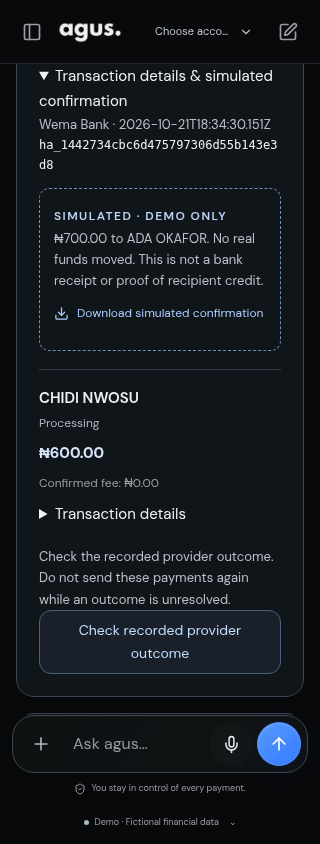 agus.
Choose acco...
▼ Transaction details & simulated
confirmation
Wema Bank · 2026-10-21T18:34:30.151Z
ha_1442734cbc6d475797306d55b143e3
d8
SIMULATED · DEMO ONLY
₦700.00 to ADA OKAFOR. No real
funds moved. This is not a bank
receipt or proof of recipient credit.
Download simulated confirmation
CHIDI NWOSU
Processing
₦600.00
Confirmed fee: ₦0.00
▶ Transaction details
Check the recorded provider outcome.
Do not send these payments again
while an outcome is unresolved.
Check recorded provider
outcome
Ask agus...
You stay in control of every payment.
Demo · Fictional financial data